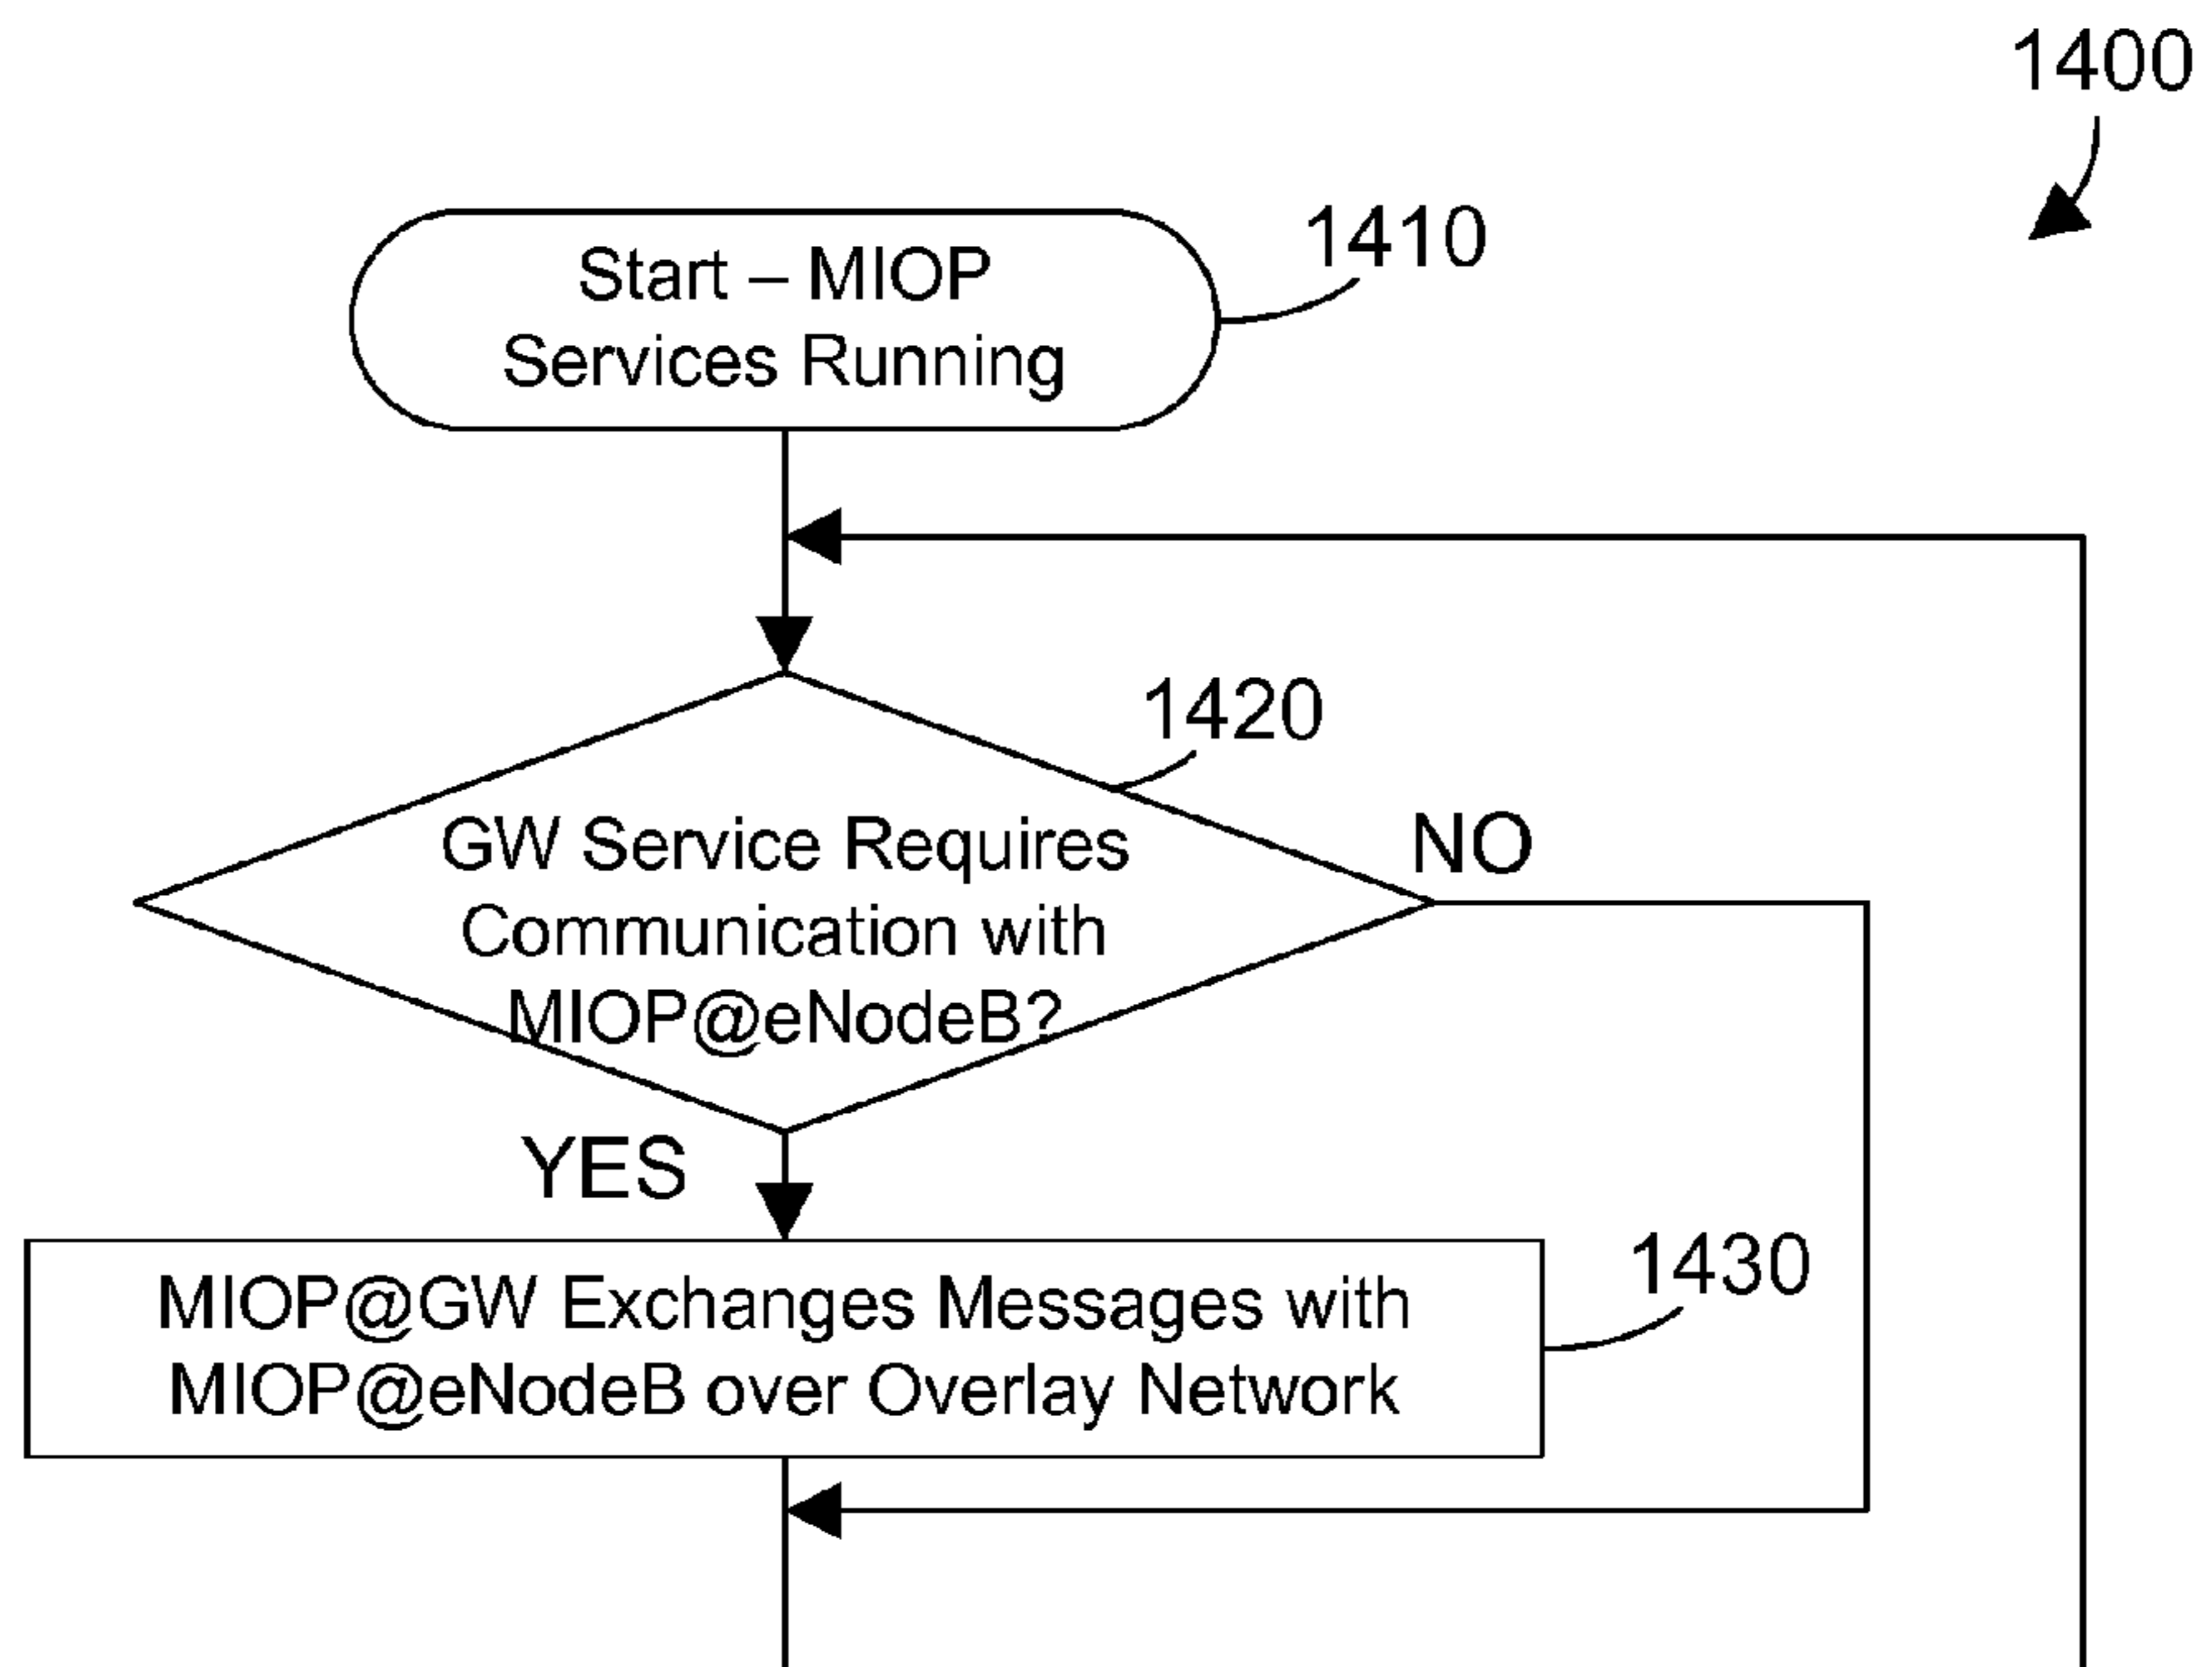 1400
Start – MIOP
Services Running
1410
1420
GW Service Requires
Communication with
MIOP@eNodeB?
NO
YES
MIOP@GW Exchanges Messages with
MIOP@eNodeB over Overlay Network
1430